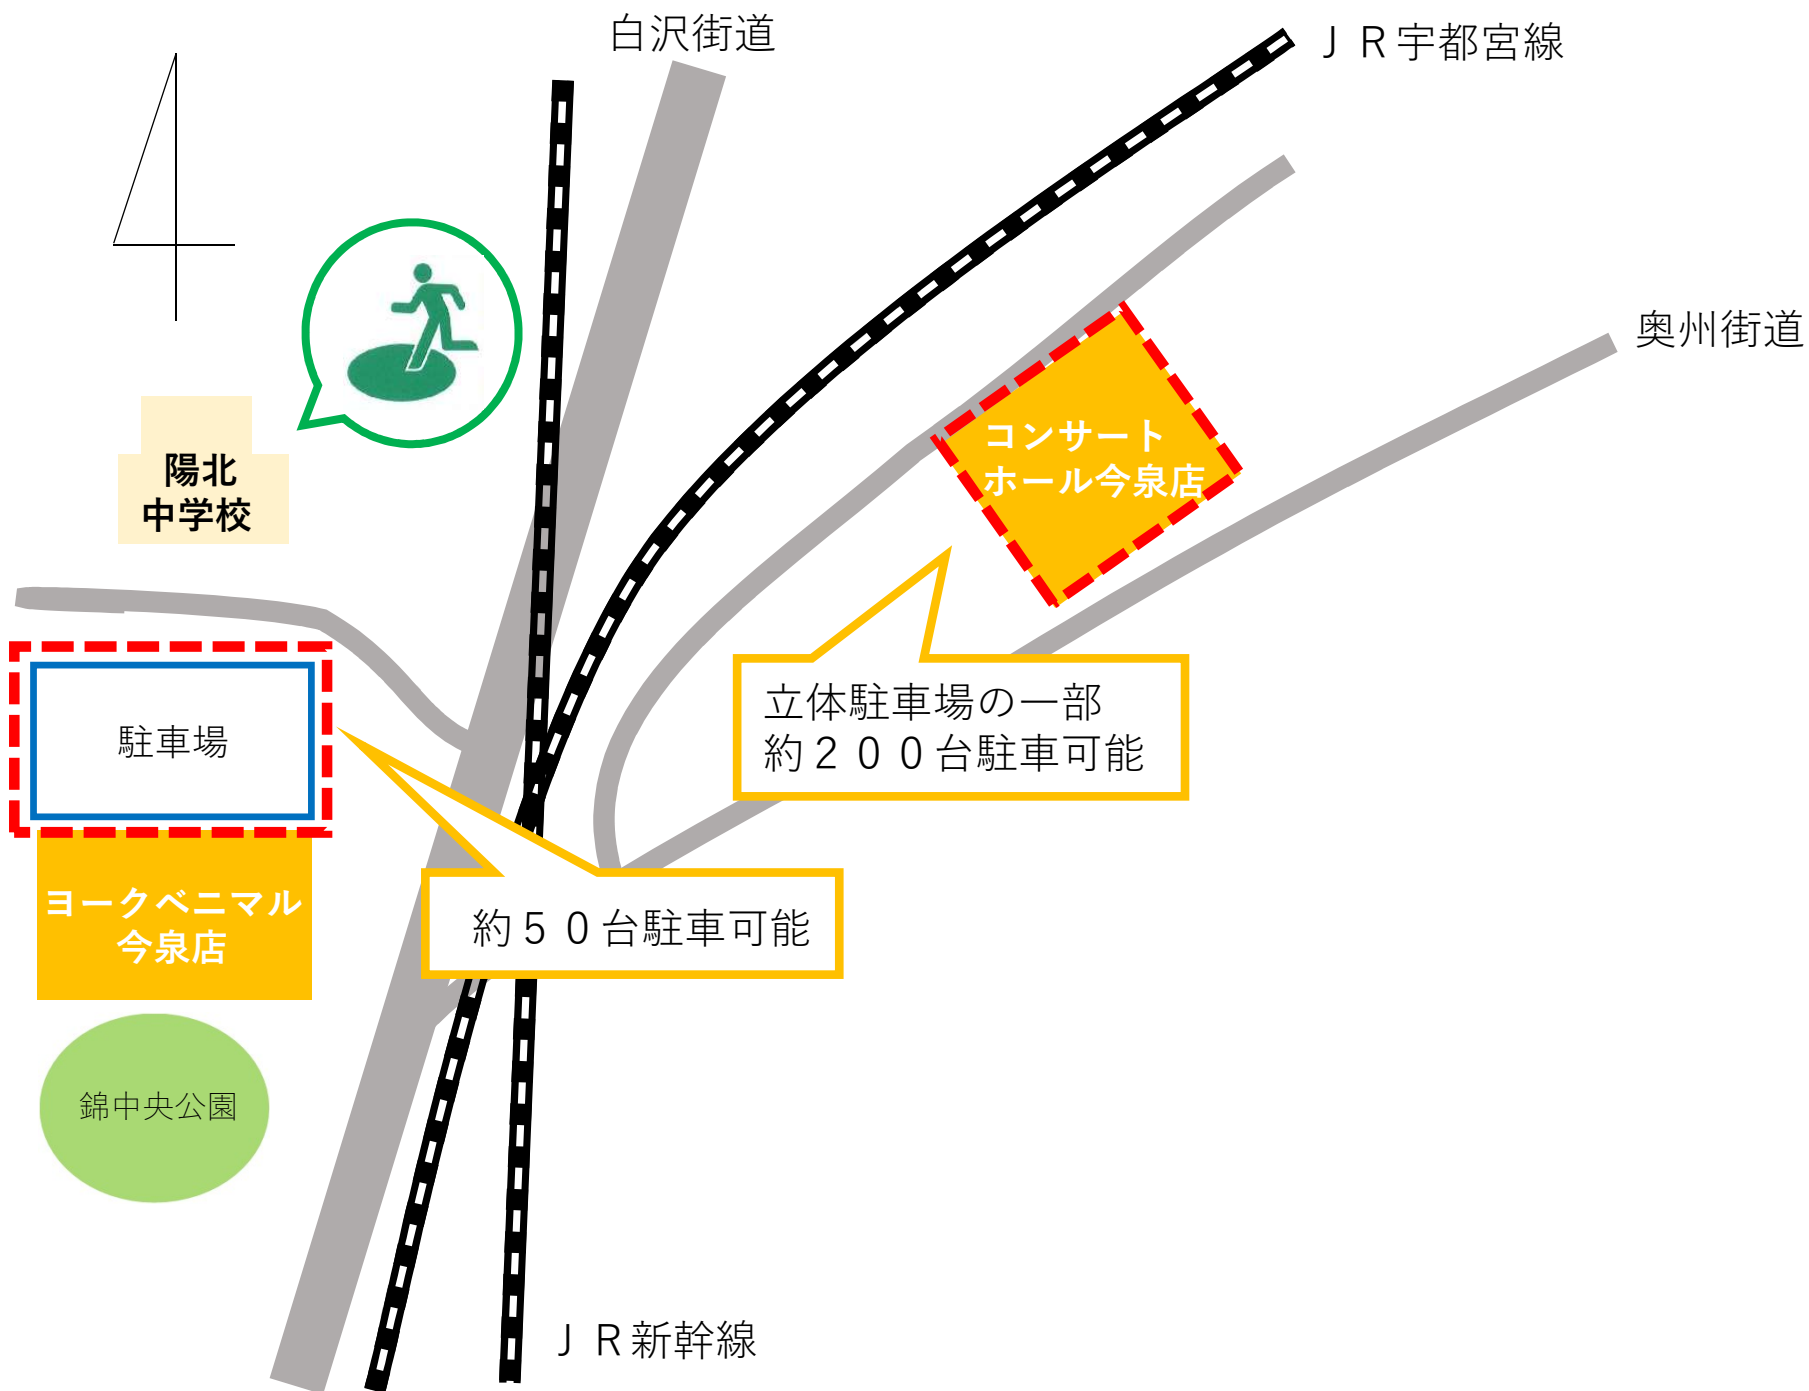 白沢街道
ＪＲ宇都宮線
奥州街道
コンサート
ホール今泉店
陽北
中学校
立体駐車場の一部
約２００台駐車可能
駐車場
ヨークベニマル
今泉店
約５０台駐車可能
錦中央公園
ＪＲ新幹線